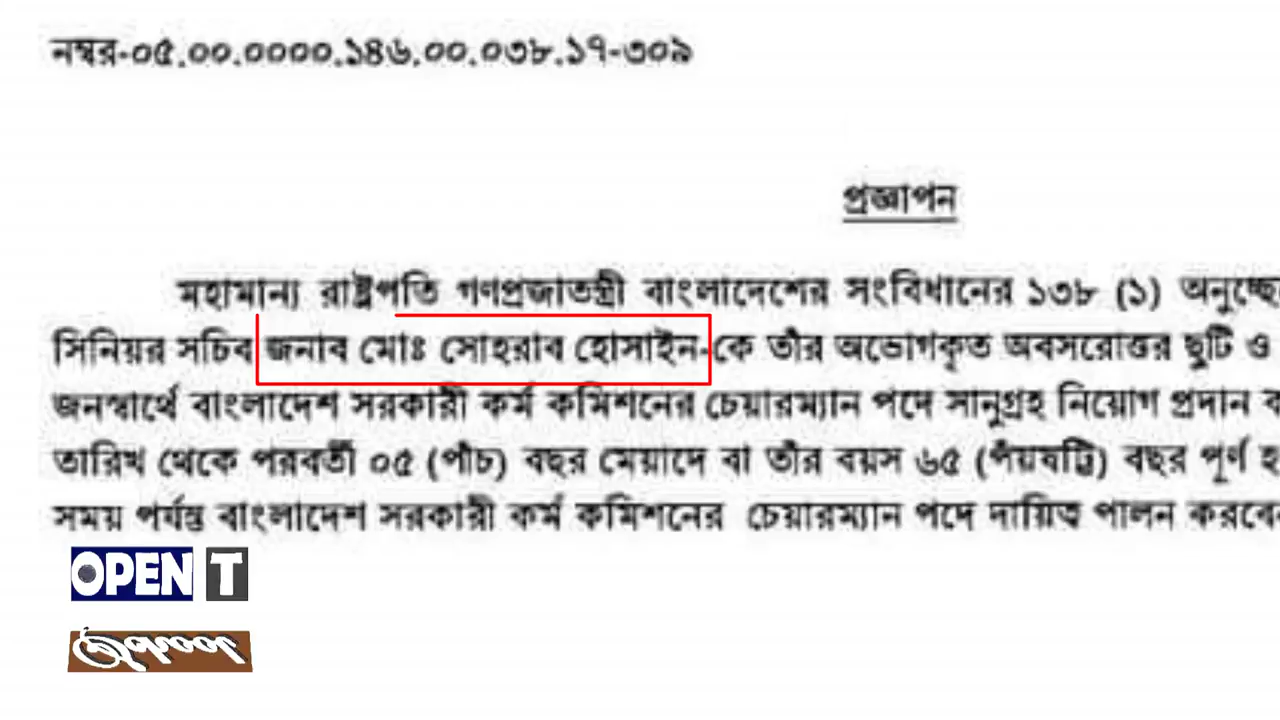 নম্বর-০৫.০০.০০০০.১৪৬.০০.০৩৮.১৭-৩০৯
প্রজ্ঞাপন
মহামান্য রাষ্ট্রপতি গণপ্রজাতন্ত্রী বাংলাদেশের সংবিধানের ১৩৮ (১)
সিনিয়র সচিব জনাব মোঃ সোহরাব হোসাইন-কে তাঁর অভোগকৃত অবসরোত্তর ছুটি ও
জনস্বার্থে বাংলাদেশ সরকারী কর্ম কমিশনের চেয়ারম্যান পদে সানুগ্রহ নিয়োগ প্রদান
তারিখ থেকে পরবর্তী ০৫ (পাঁচ) বছর মেয়াদে বা তাঁর বয়স ৬৫ (পঁয়ষট্টি) বছর পূর্ণ
সময় পর্যন্ত বাংলাদেশ সরকারী কর্ম কমিশনের চেয়ারম্যান পদে দায়িত্ব পালন
OPEN T
School